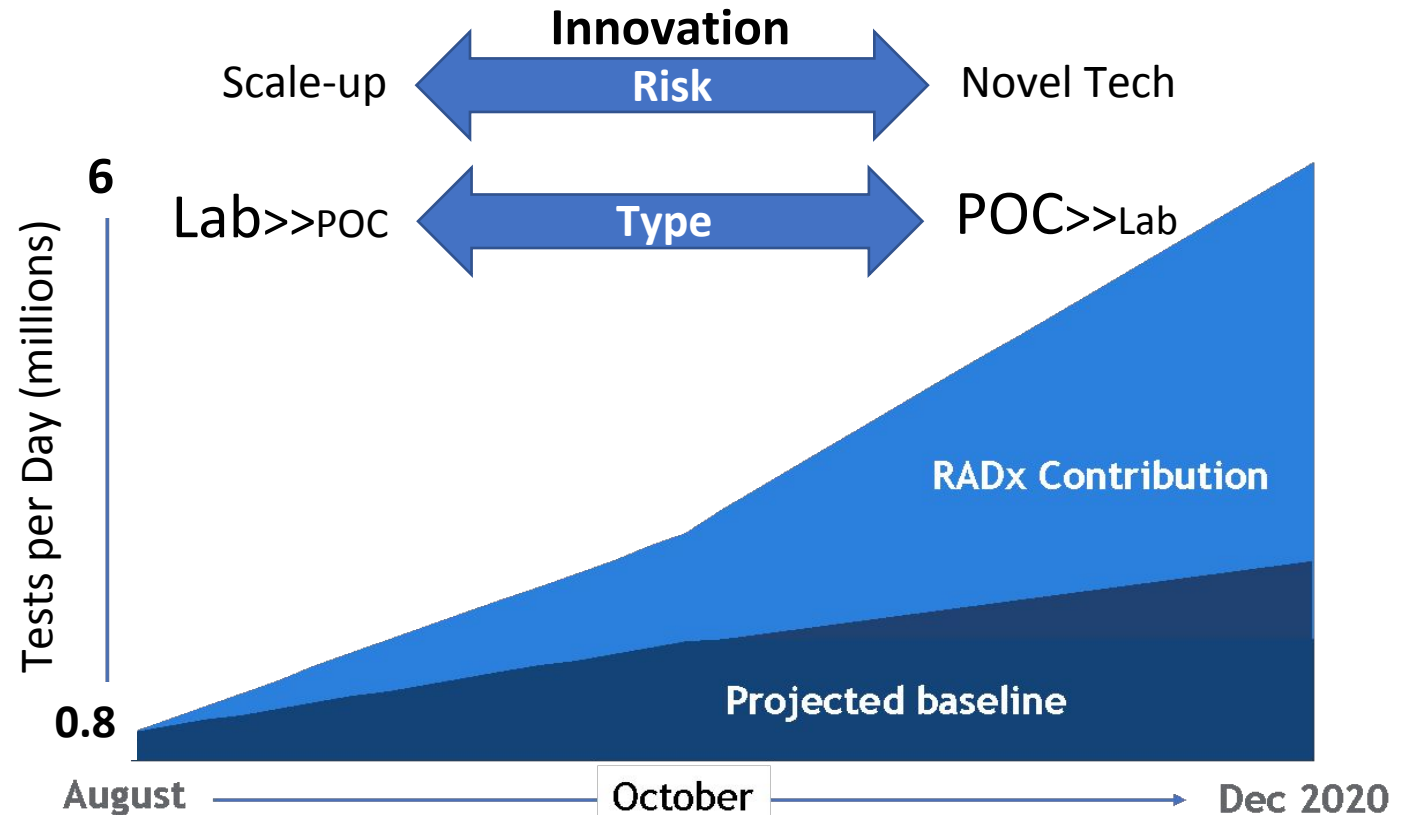 Innovation
Scale-up
Risk
Novel Tech
6
Lab>>POC
Type
POC>>Lab
Tests per Day (millions)
RADx Contribution
Projected baseline
0.8
August
October
Dec 2020